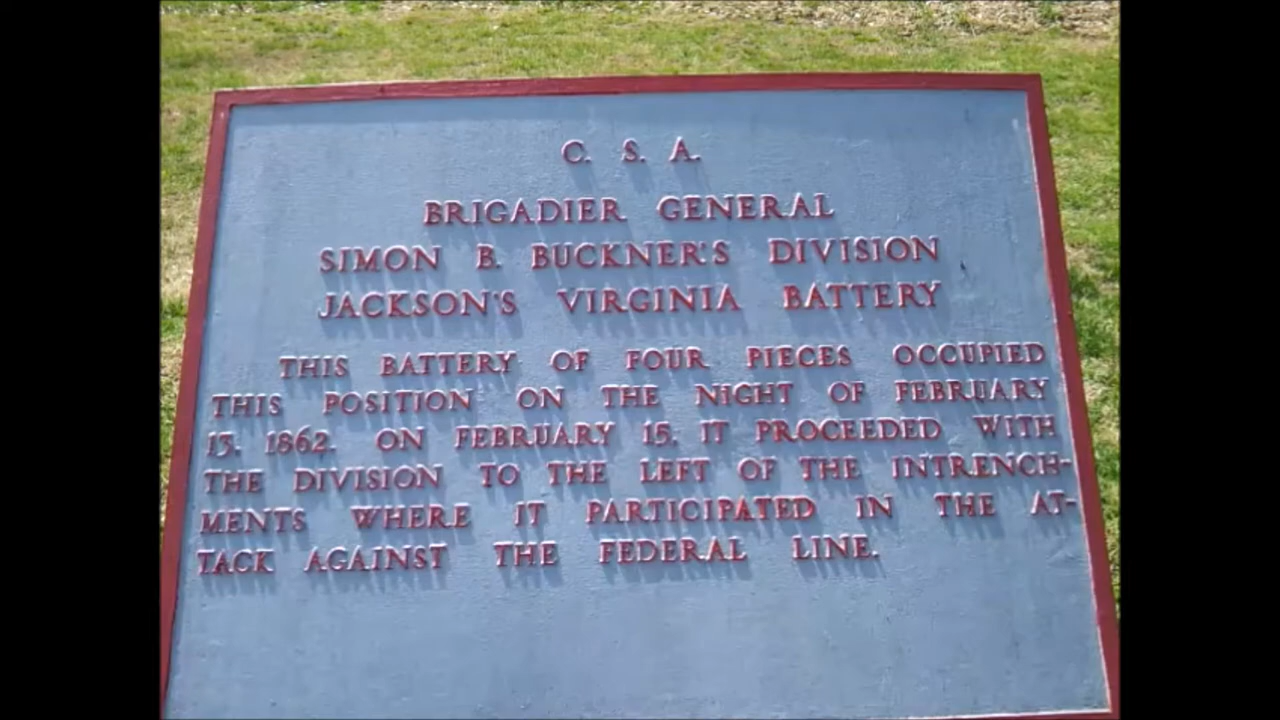 C. S. A.
BRIGADIER GENERAL
SIMON B. BUCKNER'S DIVISION
JACKSON'S VIRGINIA BATTERY
THIS BATTERY OF FOUR PIECES OCCUPIED
THIS POSITION ON THE NIGHT OF FEBRUARY
13, 1862. ON FEBRUARY 15, IT PROCEEDED WITH
THE DIVISION TO THE LEFT OF THE INTRENCH-
MENTS WHERE IT PARTICIPATED IN THE AT-
TACK AGAINST THE FEDERAL LINE.